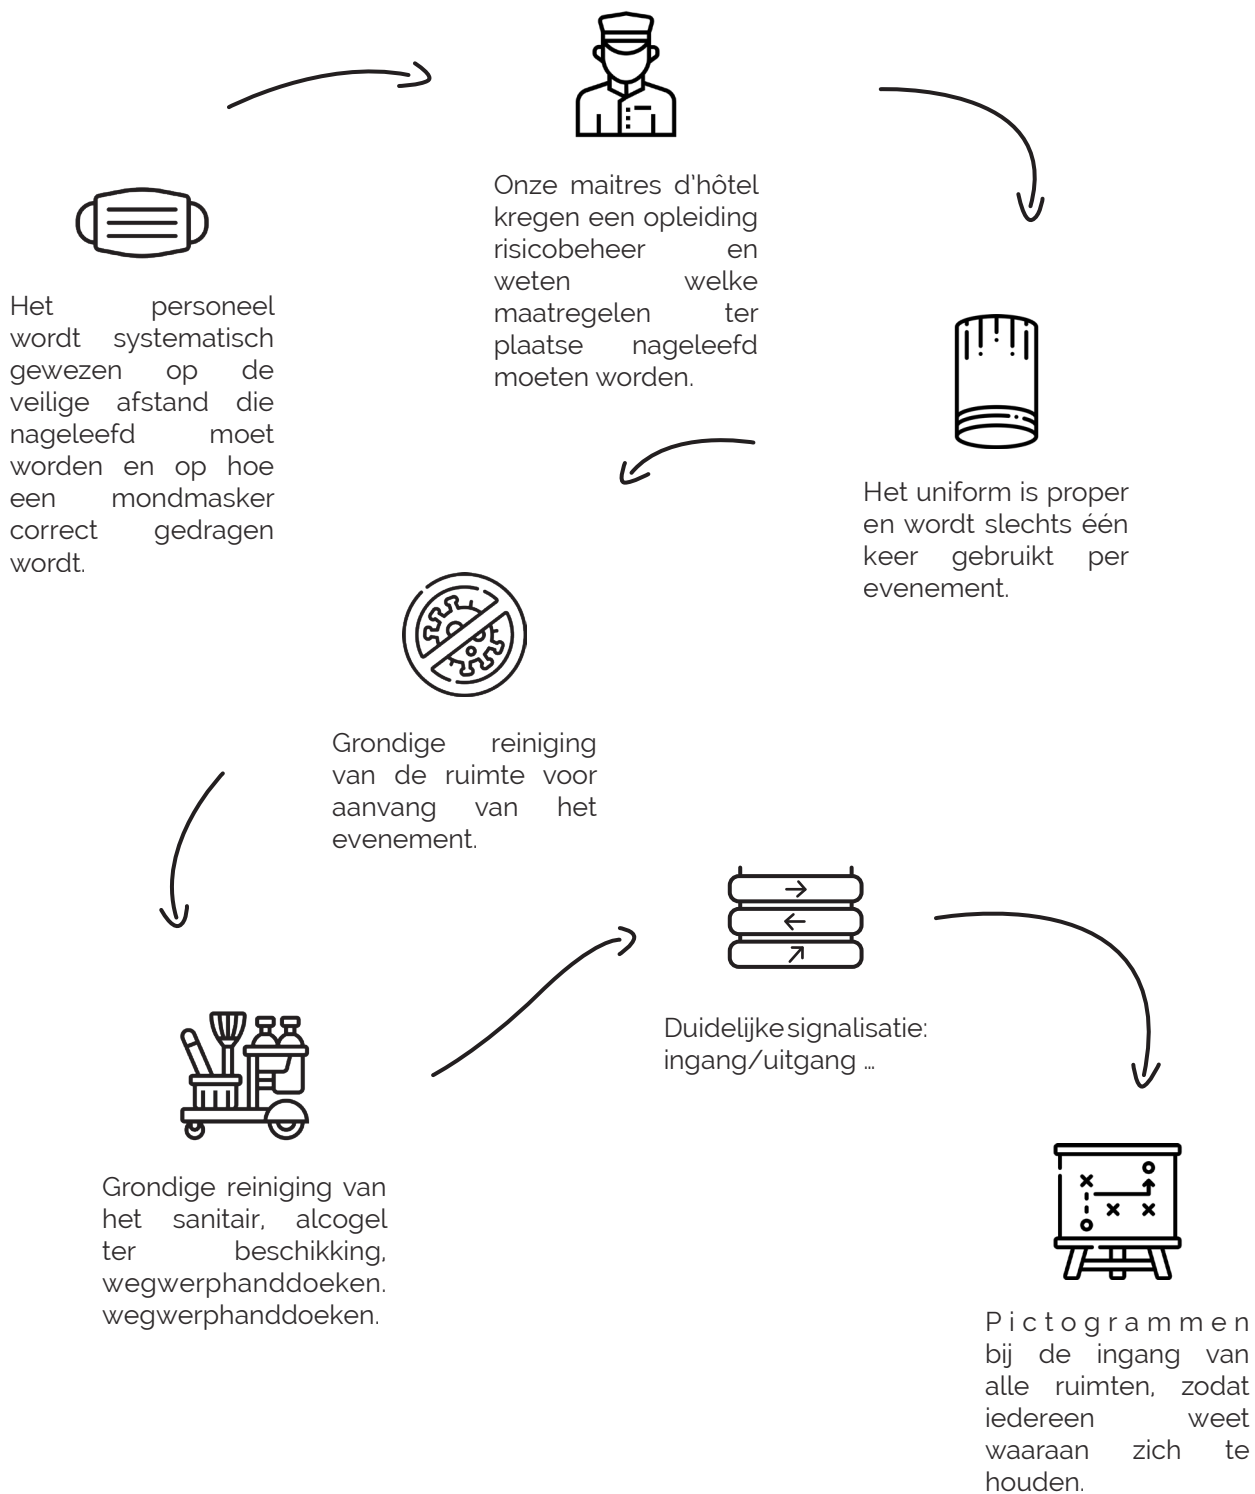 Het personeel
wordt systematisch
gewezen op de
veilige afstand die
nageleefd moet
worden en op hoe
een mondmasker
correct gedragen
wordt.
Onze maitres d'hôtel
kregen een opleiding
risicobeheer en
weten welke
maatregelen ter
plaatse nageleefd
moeten worden.
Het uniform is proper
en wordt slechts één
keer gebruikt per
evenement.
Grondige reiniging
van de ruimte voor
aanvang van het
evenement.
Grondige reiniging van
het sanitair, alcogel
ter beschikking,
wegwerphanddoeken.
wegwerphanddoeken.
Duidelijke signalisatie:
ingang/uitgang ...
Pictogrammen
bij de ingang van
alle ruimten, zodat
iedereen weet
waaraan zich te
houden.